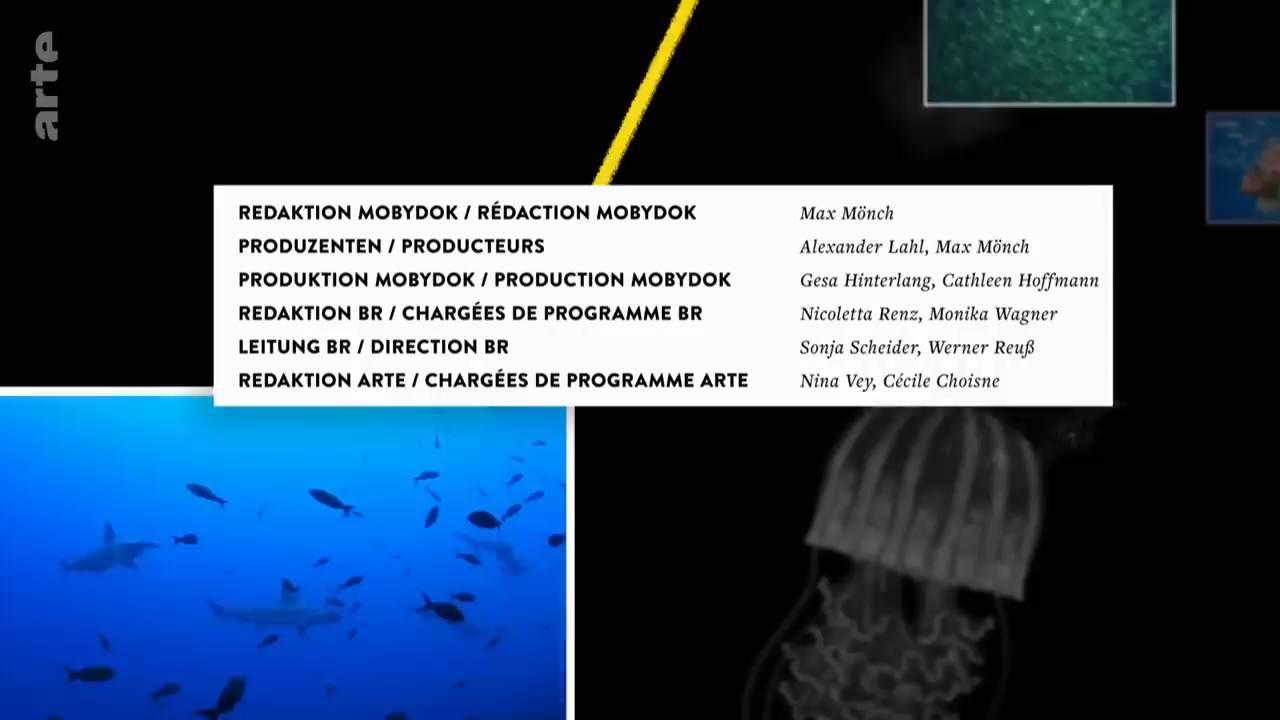 arte
REDAKTION MOBYDOK / RÉDACTION MOBYDOK Max Mönch
PRODUZENTEN / PRODUCTEURS Alexander Lahl, Max Mönch
PRODUKTION MOBYDOK / PRODUCTION MOBYDOK Gesa Hinterlang, Cathleen Hoffmann
REDAKTION BR / CHARGÉES DE PROGRAMME BR Nicoletta Renz, Monika Wagner
LEITUNG BR / DIRECTION BR Sonja Scheider, Werner Reuß
REDAKTION ARTE / CHARGÉES DE PROGRAMME ARTE Nina Vey, Cécile Choisne